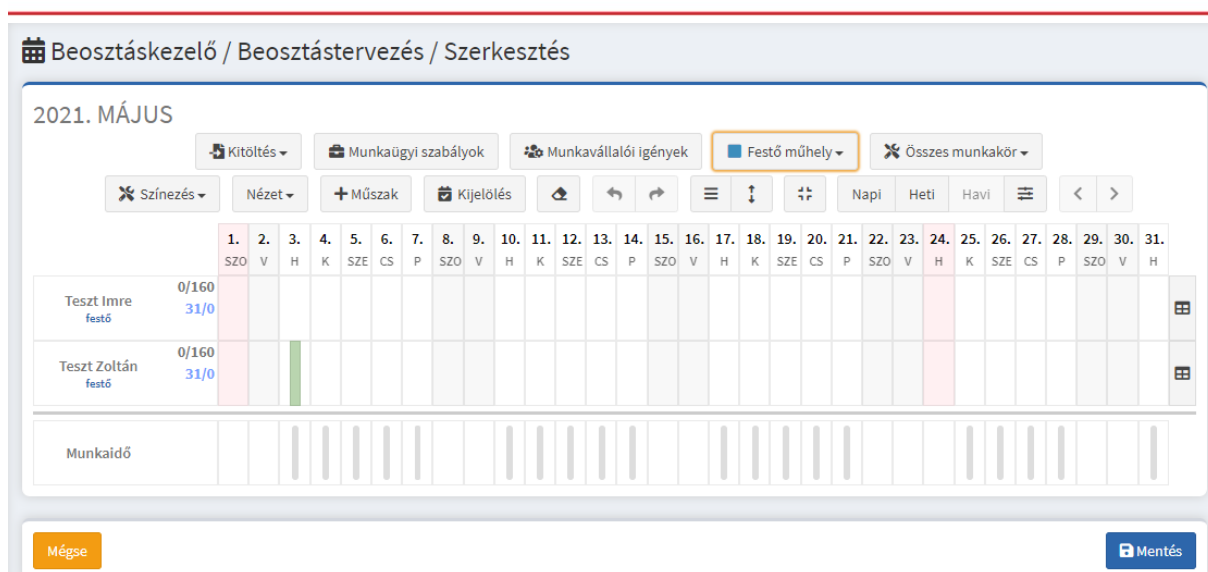 Beosztáskezelő / Beosztástervezés / Szerkesztés
2021. MÁJUS
Kitöltés Munkaügyi szabályok Munkavállalói igények Festő műhely Összes munkakör
Színezés Nézet Műszak Kijelölés Napi Heti Havi
1. 2. 3. 4. 5. 6. 7. 8. 9. 10. 11. 12. 13. 14. 15. 16. 17. 18. 19. 20. 21. 22. 23. 24. 25. 26. 27. 28. 29. 30. 31.
SZO V H K SZE CS P SZO V H K SZE CS P SZO V H K SZE CS P SZO V H K SZE CS P SZO V H
0/160
Teszt Imre 31/0
festő
0/160
Teszt Zoltán 31/0
festő
Munkaidő
Mégse Mentés